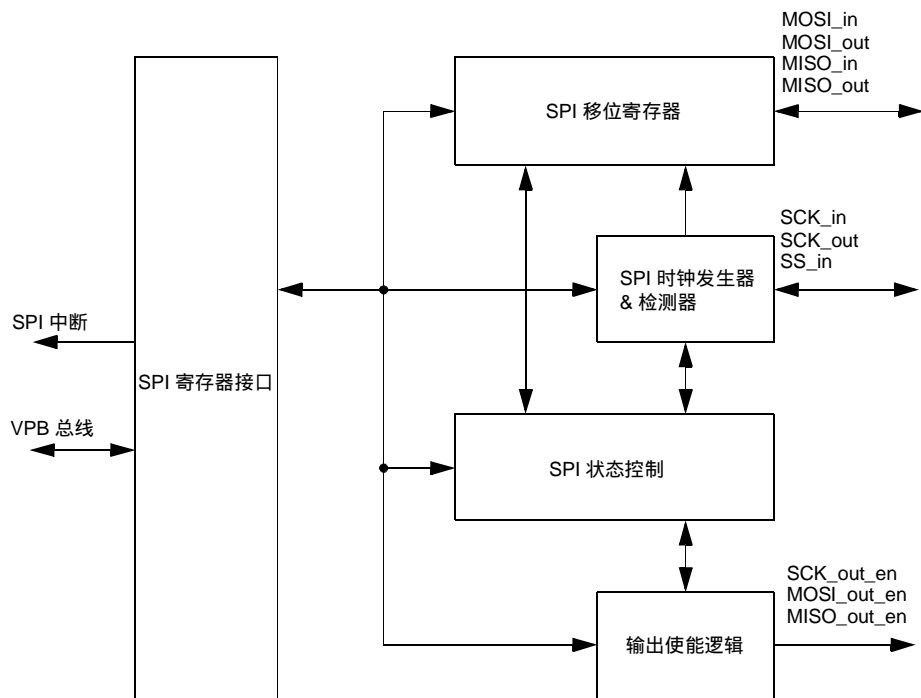 MOSI_in
MOSI_out
MISO_in
MISO_out
SPI 移位寄存器
SCK_in
SCK_out
SS_in
SPI 时钟发生器
& 检测器
SPI 中断
SPI 寄存器接口
VPB 总线
SPI 状态控制
SCK_out_en
MOSI_out_en
MISO_out_en
输出使能逻辑